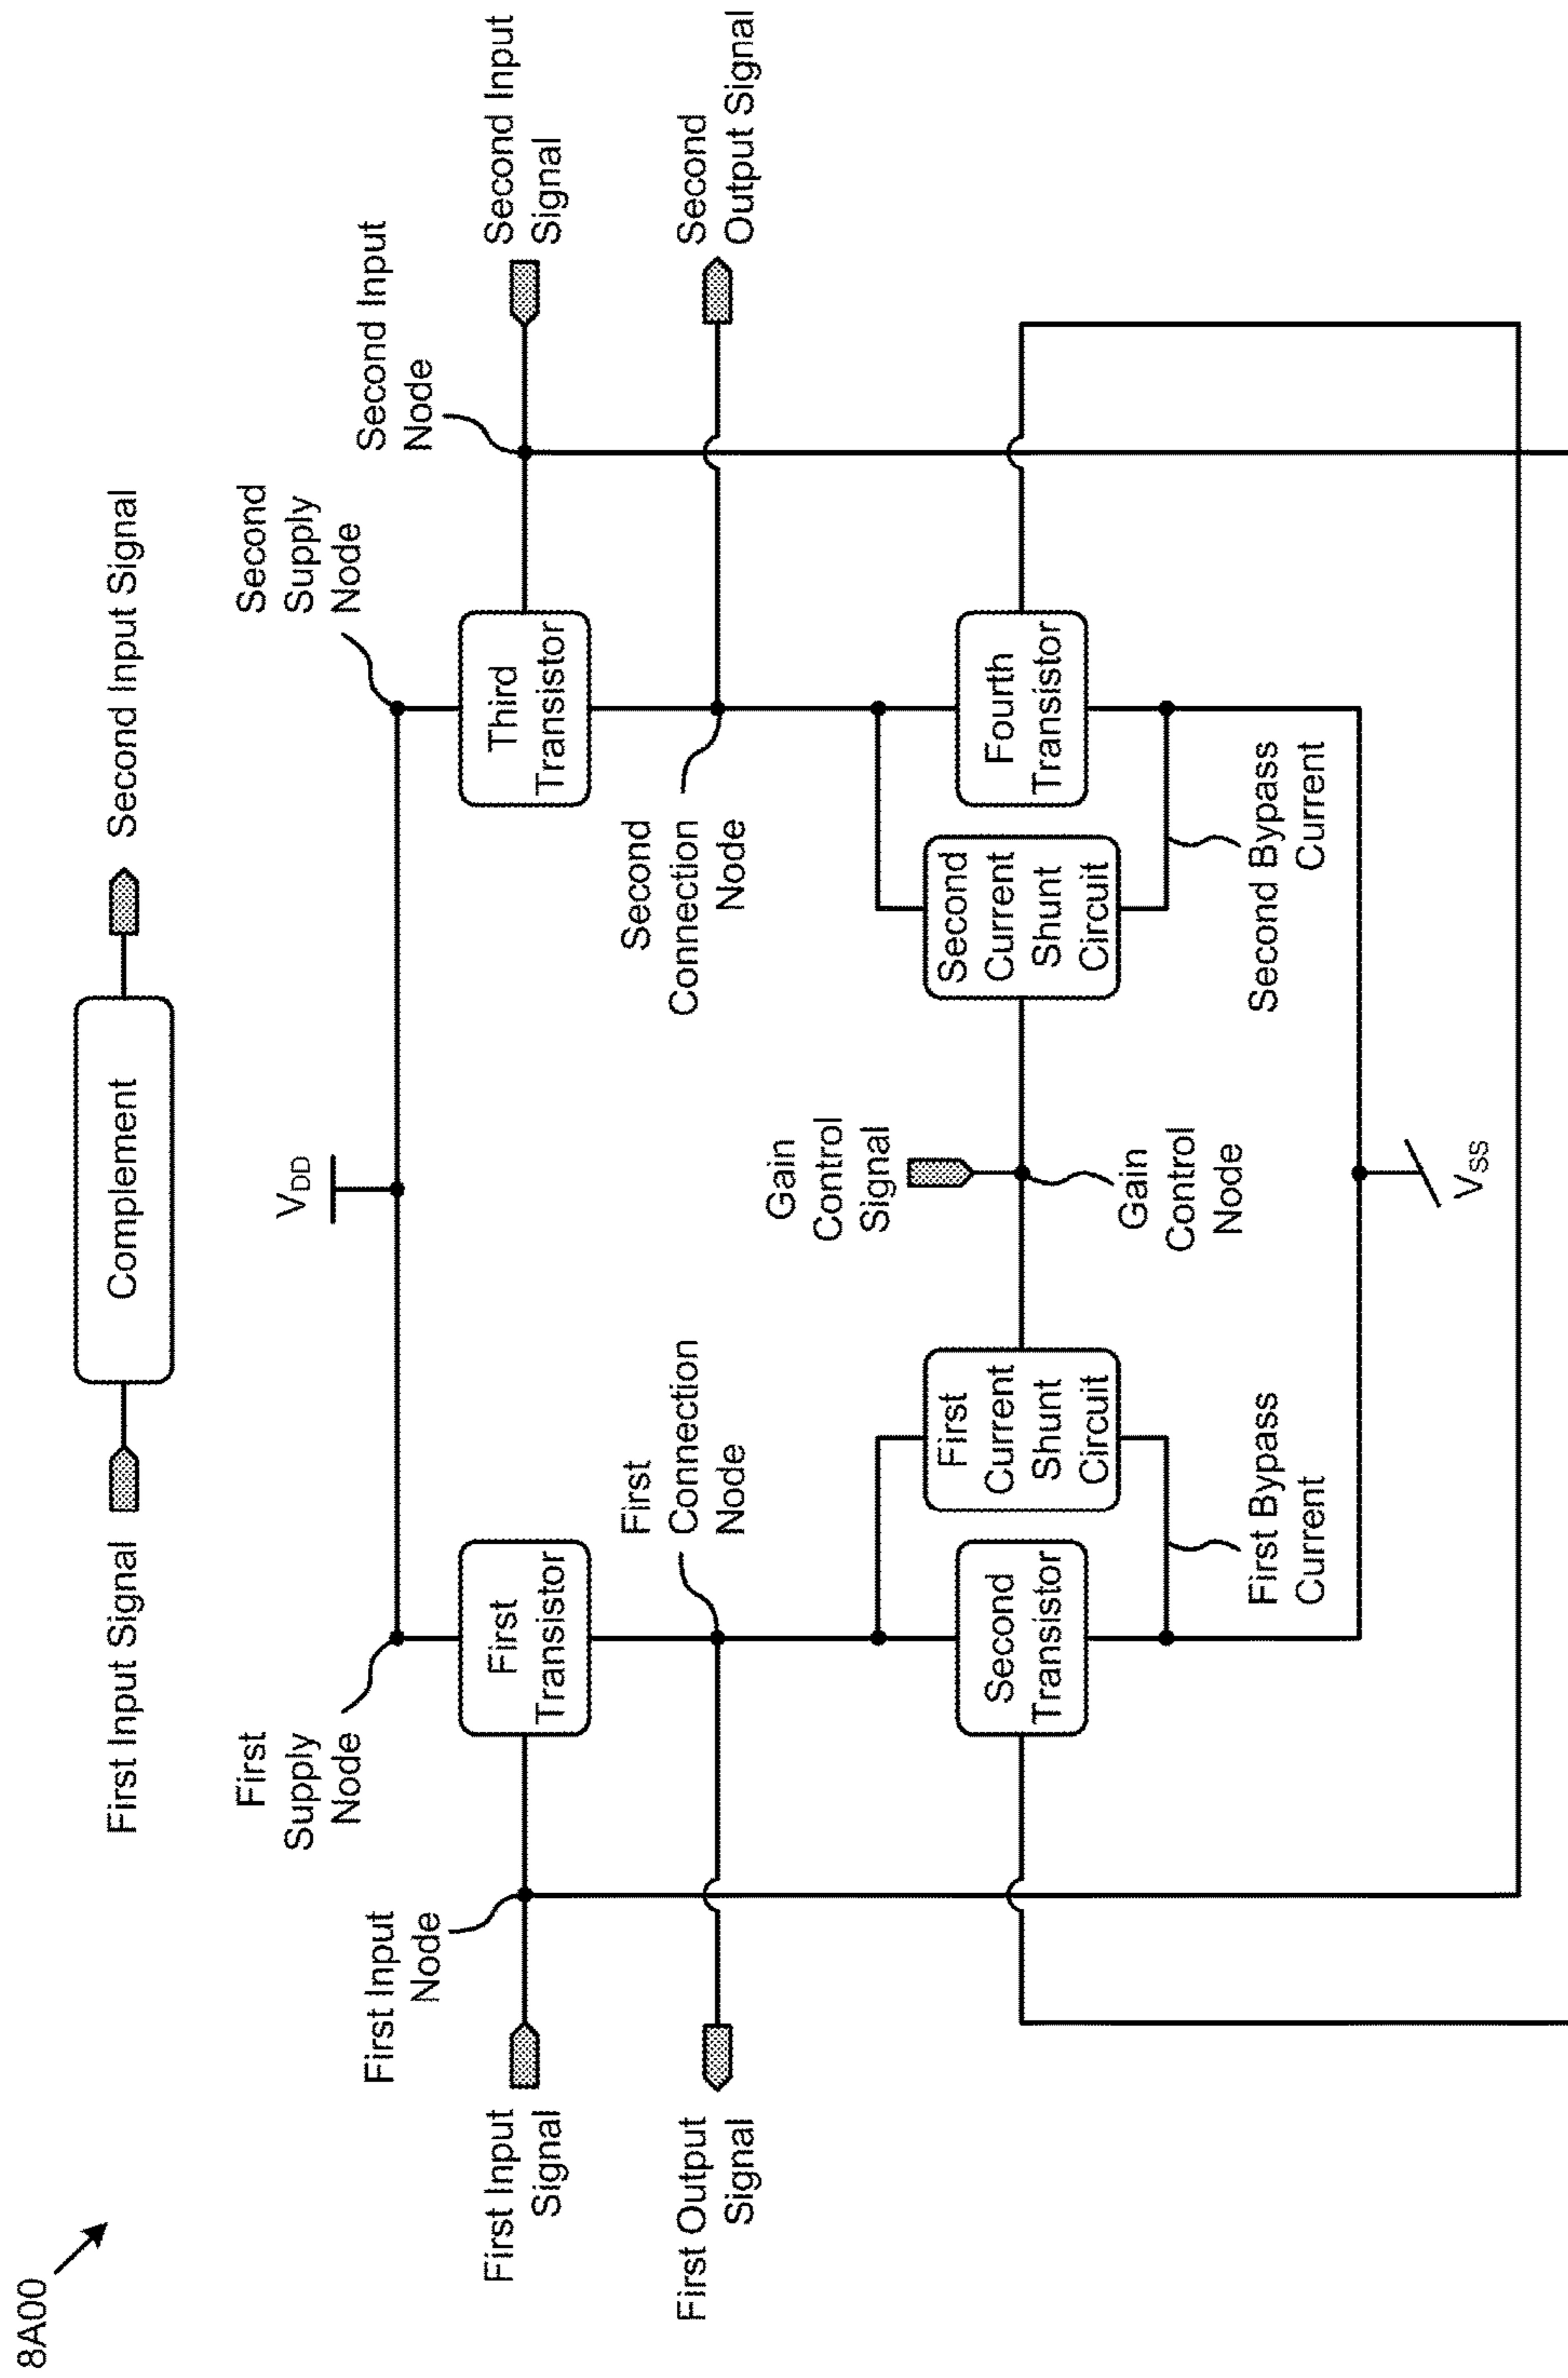 8A00
First Input Signal
Complement
Second Input Signal
V_DD
First
Supply
Node
Second
Supply
Node
First Input
Node
Second Input
Node
First Input
Signal
First
Transistor
Third
Transistor
Second Input
Signal
First Output
Signal
First
Connection
Node
Second
Connection
Node
Second
Output Signal
Gain
Control
Signal
Second
Transistor
First
Current
Shunt
Circuit
Second
Current
Shunt
Circuit
Fourth
Transistor
Gain
Control
Node
First Bypass
Current
Second Bypass
Current
V_SS